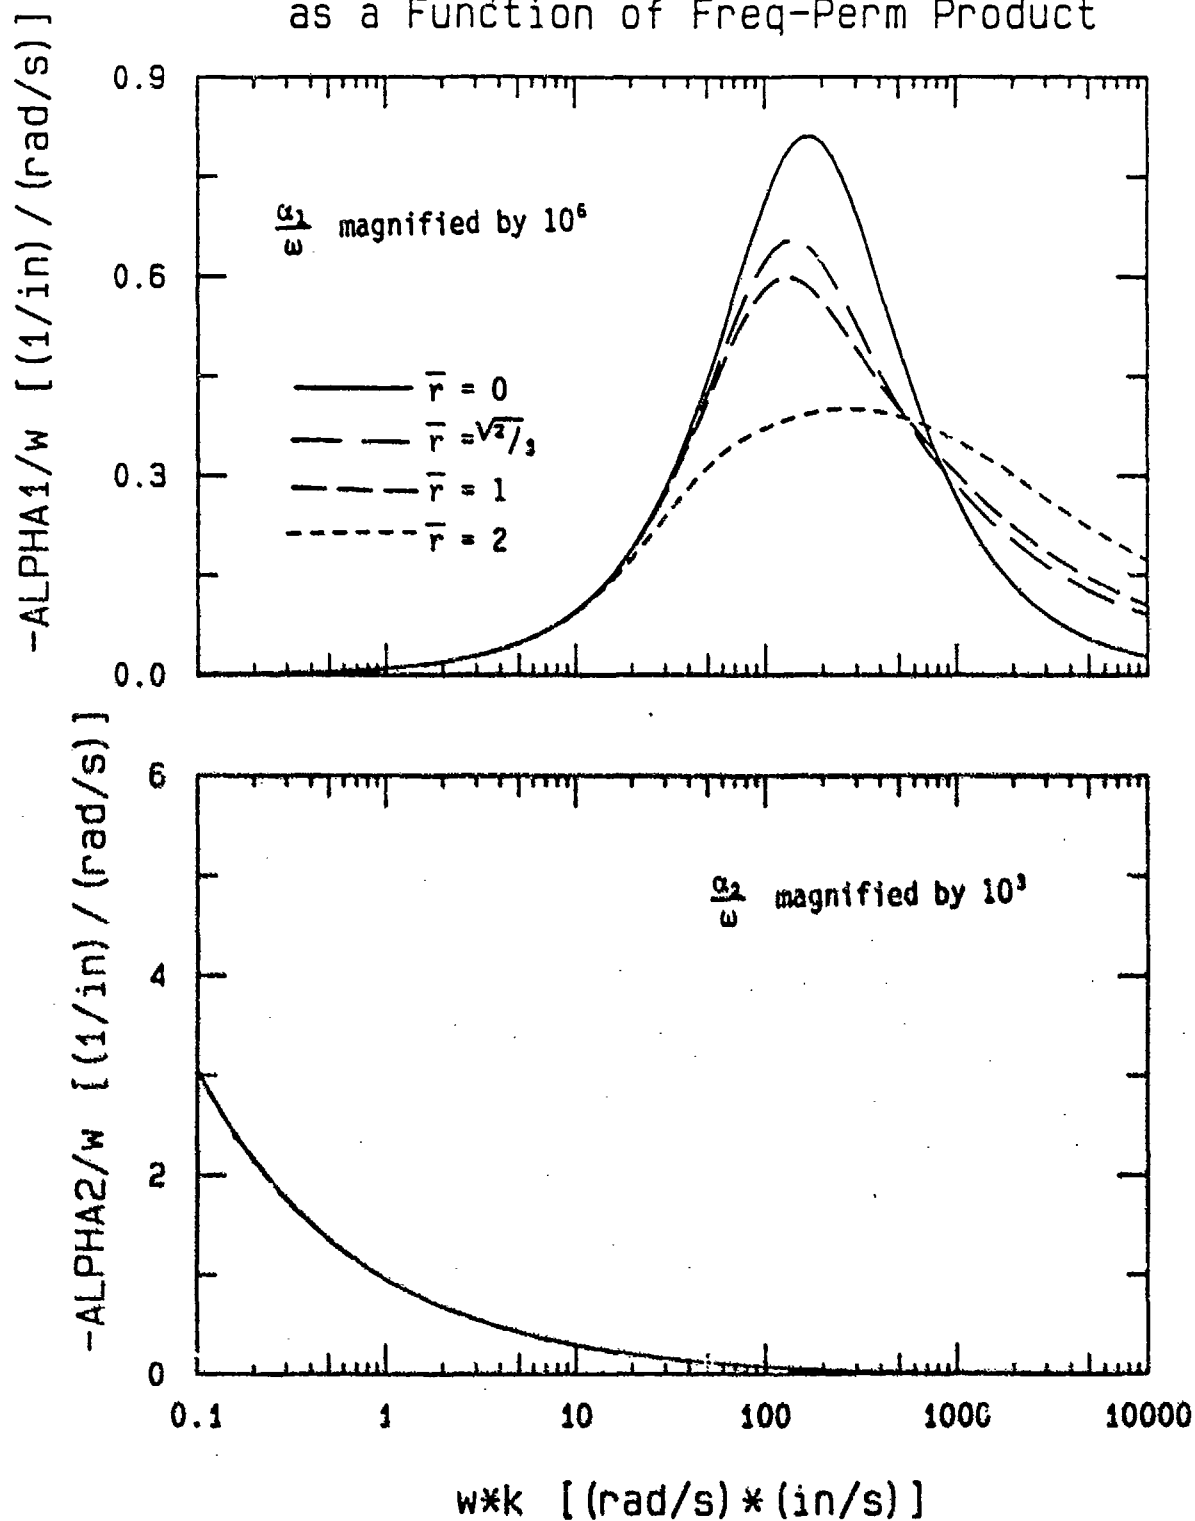 as a Function of Freq-Perm Product
-ALPHA1/w [(1/in)/(rad/s)]
0.9
0.6
0.3
0.0
α₁/ω magnified by 10⁶
r̅ = 0
r̅ = √2/3
r̅ = 1
r̅ = 2
-ALPHA2/w [(1/in)/(rad/s)]
6
4
2
0
α₂/ω magnified by 10³
0.1 1 10 100 1000 10000
w*k [(rad/s)*(in/s)]